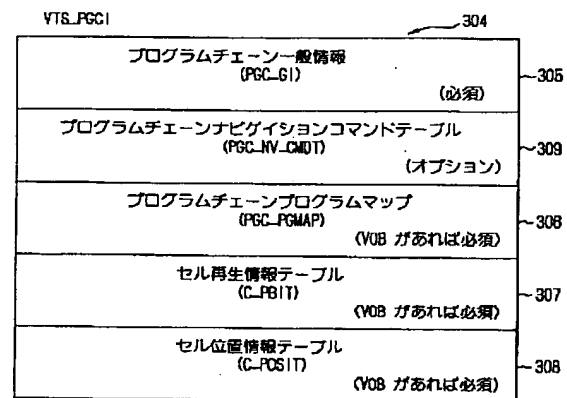 VTS_PGCI
304
プログラムチェーン一般情報
(PGC_GI)
(必須)
305
プログラムチェーンナビゲイションコマンドテーブル
(PGC_NV_CMDT)
(オプション)
309
プログラムチェーンプログラムマップ
(PGC_PGMAP)
(VOB があれば必須)
306
セル再生情報テーブル
(C_PBIT)
(VOB があれば必須)
307
セル位置情報テーブル
(C_POSIT)
(VOB があれば必須)
308